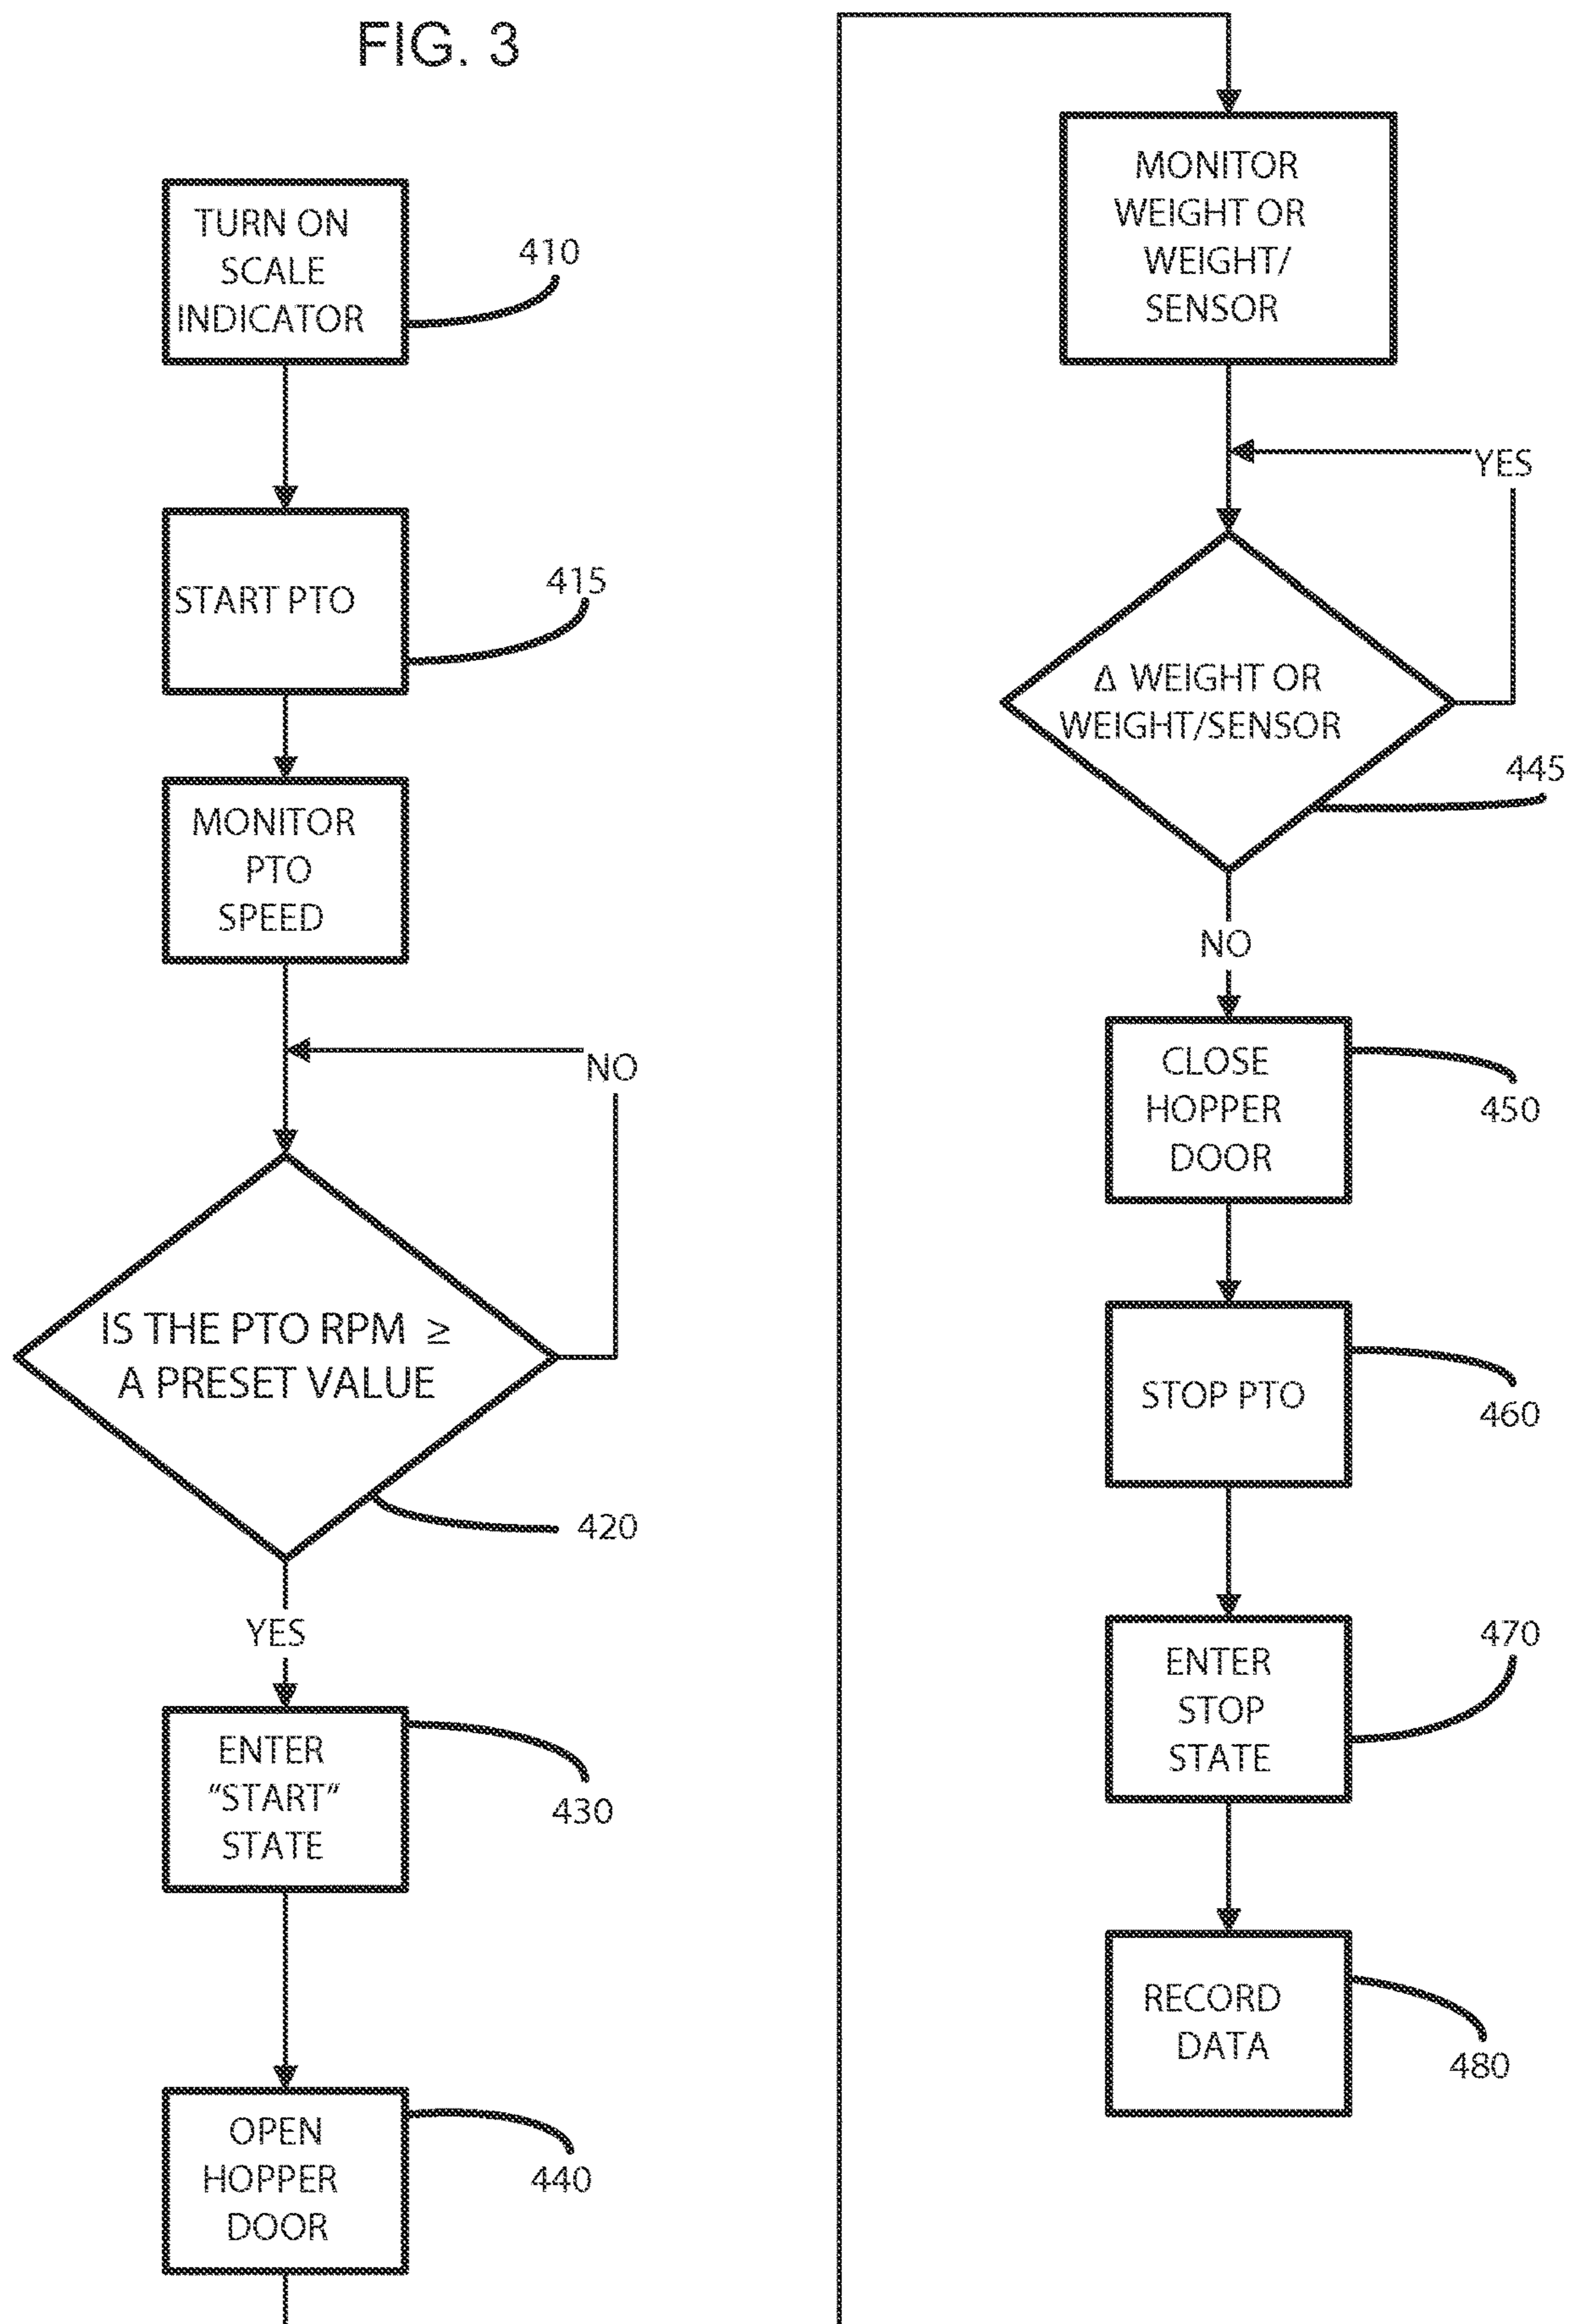 FIG. 3
TURN ON
SCALE
INDICATOR
410
START PTO
415
MONITOR
PTO
SPEED
NO
IS THE PTO RPM ≥
A PRESET VALUE
420
YES
ENTER
“START”
STATE
430
OPEN
HOPPER
DOOR
440
MONITOR
WEIGHT OR
WEIGHT/
SENSOR
YES
Δ WEIGHT OR
WEIGHT/SENSOR
445
NO
CLOSE
HOPPER
DOOR
450
STOP PTO
460
ENTER
STOP
STATE
470
RECORD
DATA
480